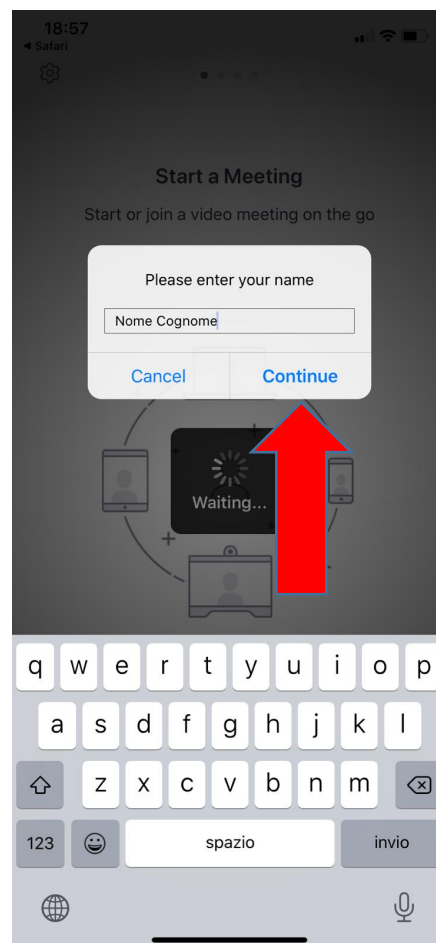 18:57
◀ Safari
Start a Meeting
Start or join a video meeting on the go
Please enter your name
Nome Cognome
Cancel
Continue
Waiting...
q w e r t y u i o p
a s d f g h j k l
z x c v b n m
123 spazio invio